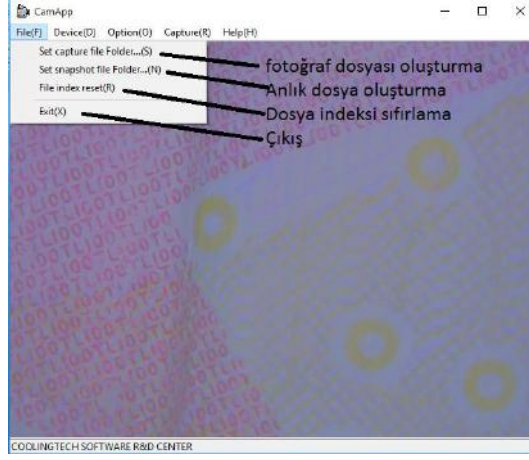 CamApp
File(F) Device(D) Option(O) Capture(R) Help(H)
Set capture file Folder...(S)
fotoğraf dosyası oluşturma
Set snapshot file Folder...(N)
Anlık dosya oluşturma
File index reset(R)
Dosya indeksi sıfırlama
Exit(X)
Çıkış
COOLINGTECH SOFTWARE R&D CENTER